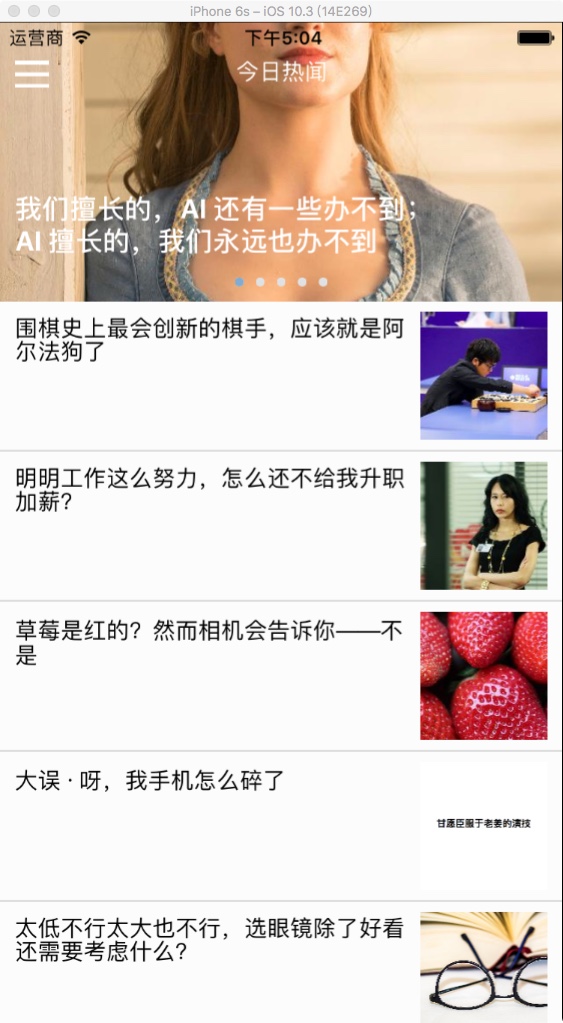 iPhone 6s – iOS 10.3 (14E269)
运营商
下午5:04
今日热闻
我们擅长的，AI 还有一些办不到；
AI 擅长的，我们永远也办不到
围棋史上最会创新的棋手，应该就是阿
尔法狗了
明明工作这么努力，怎么还不给我升职
加薪？
草莓是红的？然而相机会告诉你——不
是
大误 · 呀，我手机怎么碎了
甘愿臣服于老姜的演技
太低不行太大也不行，选眼镜除了好看
还需要考虑什么？